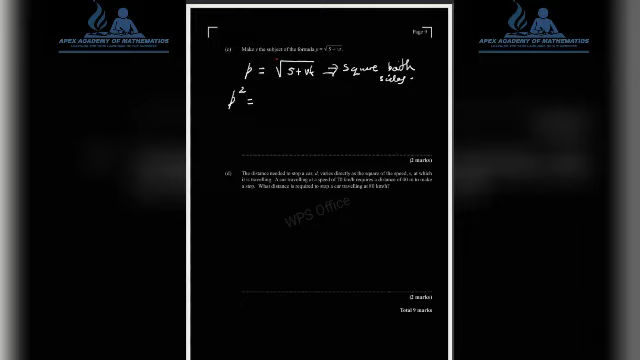 APEX ACADEMY OF MATHEMATICS
APEX ACADEMY OF MATHEMATICS
Page 9
(c) Make v the subject of the formula p = √5 + vt.
p = √5+vt ⇒ Square both
sides.
p² =
(2 marks)
(d) The distance needed to stop a car, d, varies directly as the square of the speed, s, at which
it is travelling. A car travelling at a speed of 70 km/h requires a distance of 40 m to make
a stop. What distance is required to stop a car travelling at 80 km/h?
WPS Office
(2 marks)
Total 9 marks